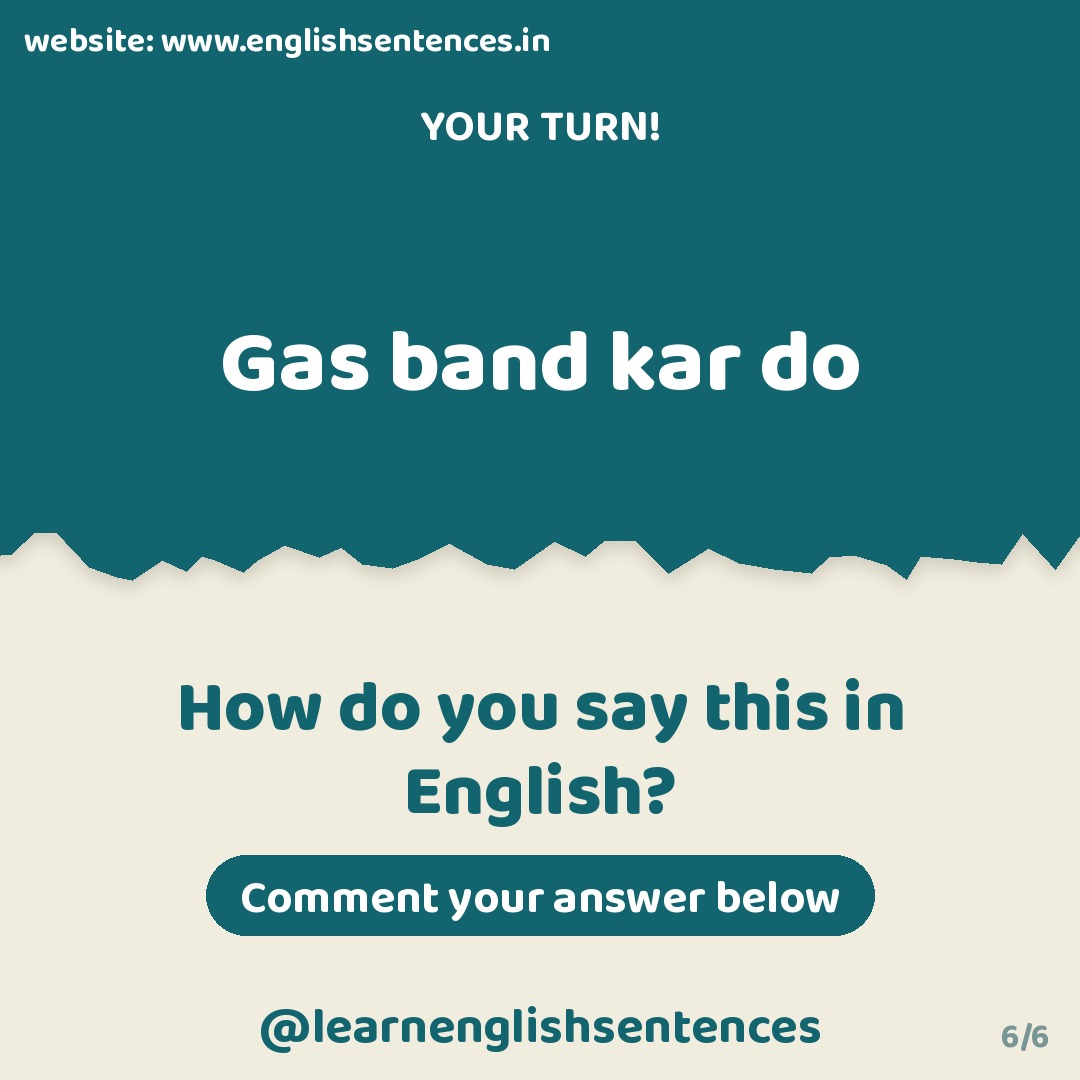 website: www.englishsentences.in
YOUR TURN!
Gas band kar do
How do you say this in
English?
Comment your answer below
@learnenglishsentences
6/6